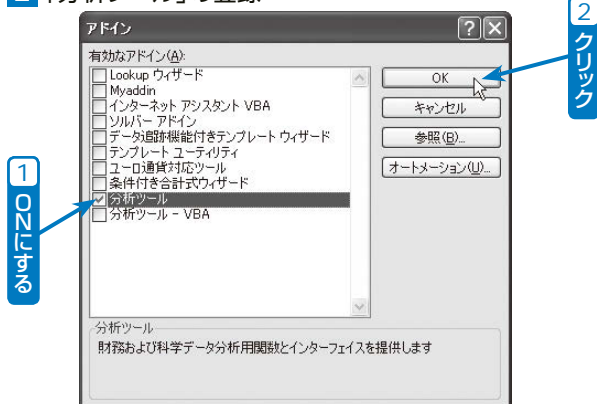 「分析ツール」の登録
アドイン
有効なアドイン(A):
Lookup ウィザード
Myaddin
インターネット アシスタント VBA
ソルバー アドイン
データ追跡機能付きテンプレート ウィザード
テンプレート ユーティリティ
ユーロ通貨対応ツール
条件付き合計式ウィザード
分析ツール
分析ツール - VBA
OK
キャンセル
参照(B)...
オートメーション(U)...
1 ONにする
2 クリック
分析ツール
財務および科学データ分析用関数とインターフェイスを提供します